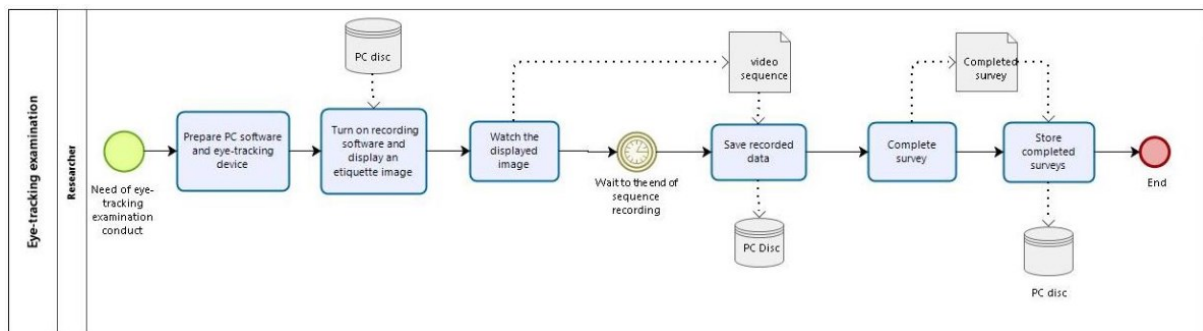 Eye-tracking examination
Researcher
Need of eye-
tracking
examination
conduct
Prepare PC software
and eye-tracking
device
PC disc
Turn on recording
software and
display an
etiquette image
Watch the
displayed
image
Wait to the end of
sequence
recording
video
sequence
Save recorded
data
PC Disc
Complete
survey
Completed
survey
Store
completed
surveys
PC disc
End